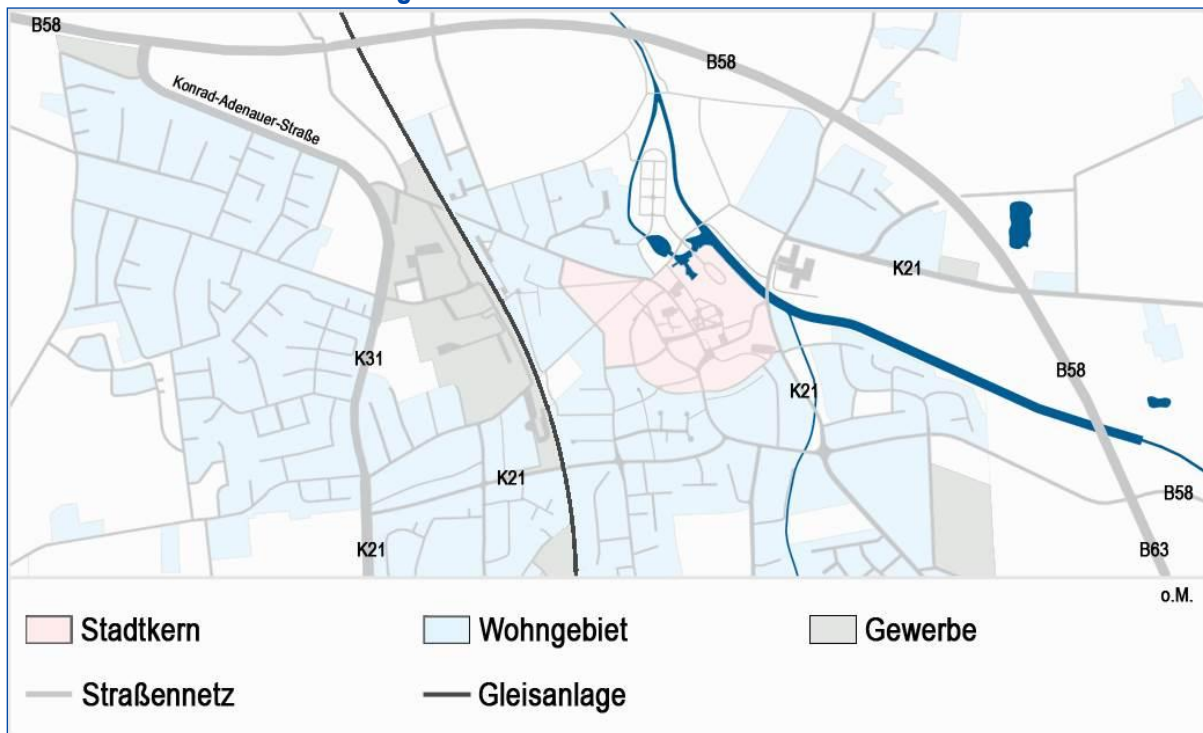 B58
B58
Konrad-Adenauer-Straße
K21
K31
B58
K21
K21
B58
K21
B63
o.M.
Stadtkern
Wohngebiet
Gewerbe
Straßennetz
Gleisanlage